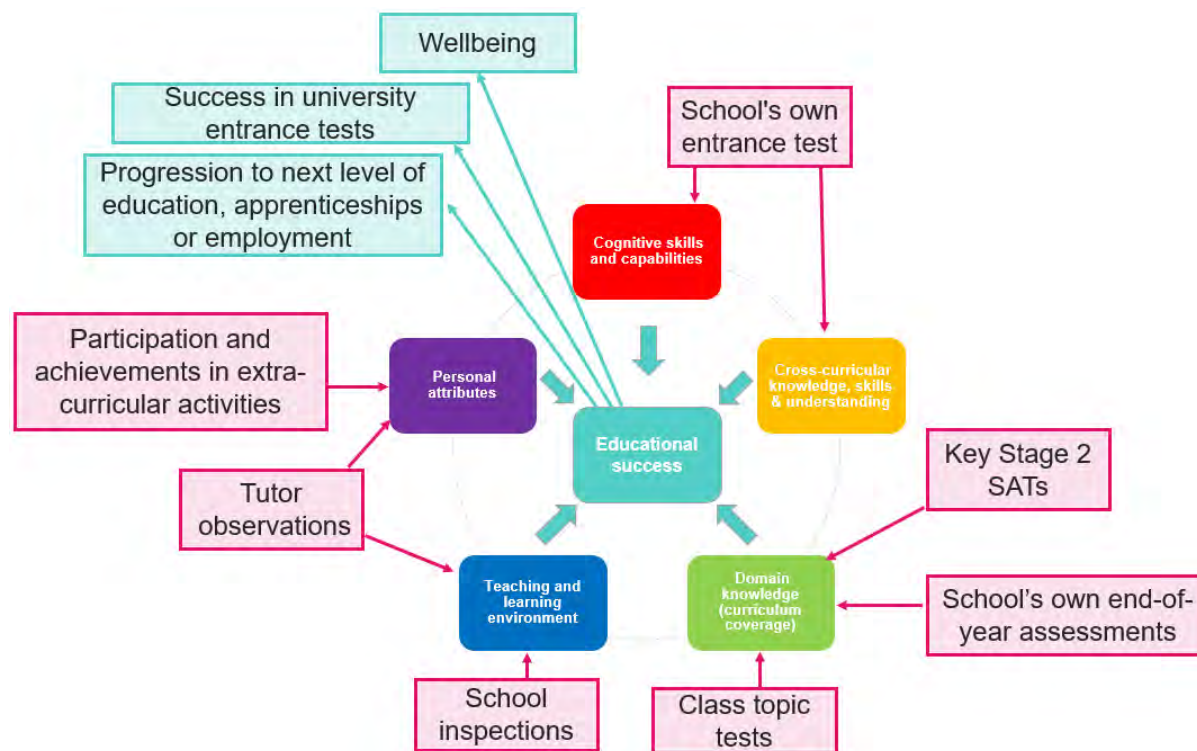 Wellbeing
Success in university
entrance tests
Progression to next level of
education, apprenticeships
or employment
School's own
entrance test
Cognitive skills
and capabilities
Participation and
achievements in extra-
curricular activities
Personal
attributes
Cross-curricular
knowledge, skills
& understanding
Educational
success
Tutor
observations
Key Stage 2
SATs
Teaching and
learning
environment
Domain
knowledge
(curriculum
coverage)
School's own end-of-
year assessments
School
inspections
Class topic
tests